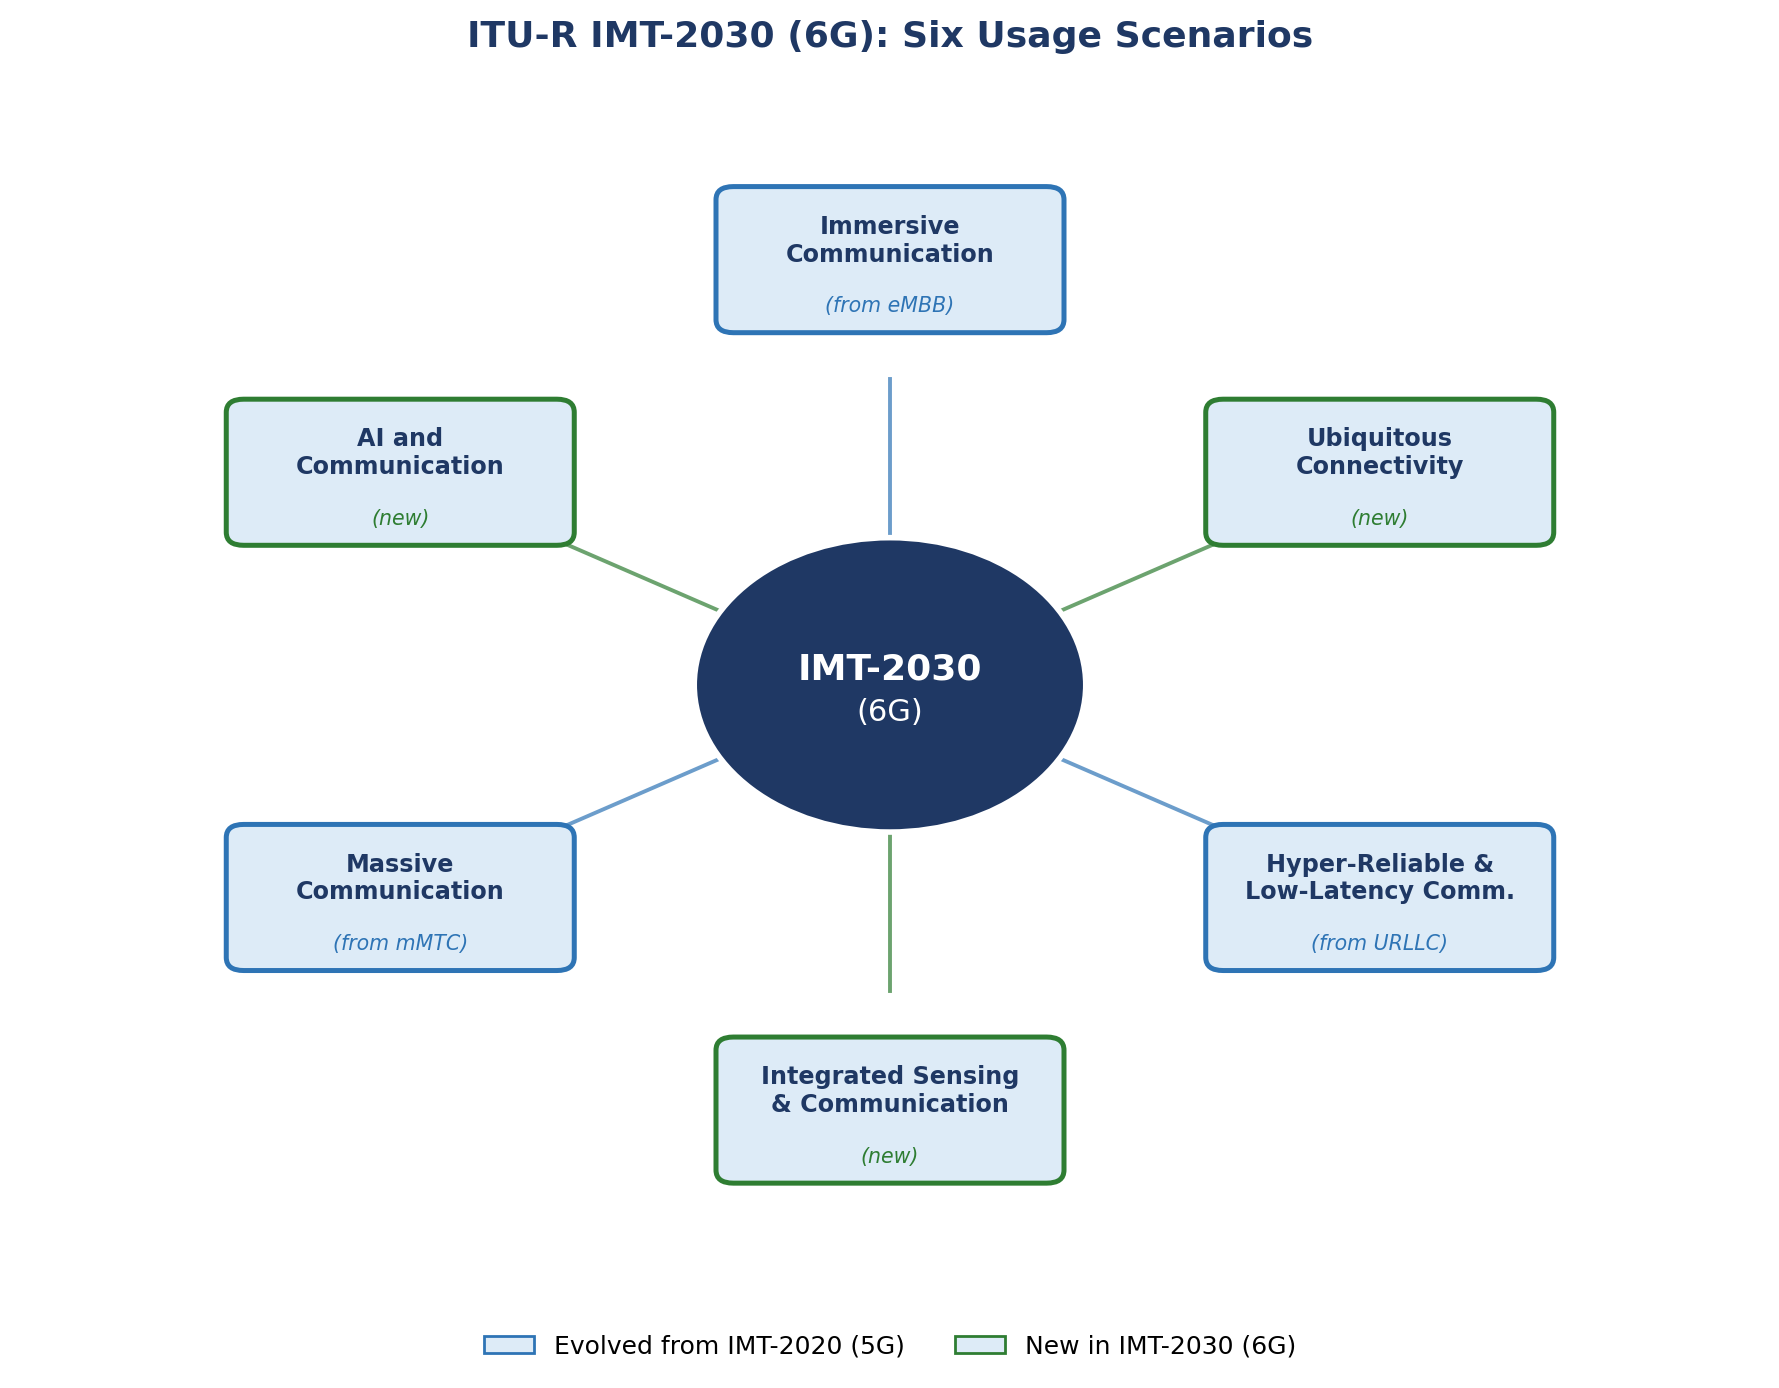 ITU-R IMT-2030 (6G): Six Usage Scenarios
Immersive
Communication
(from eMBB)
AI and
Communication
(new)
Ubiquitous
Connectivity
(new)
IMT-2030
(6G)
Massive
Communication
(from mMTC)
Hyper-Reliable &
Low-Latency Comm.
(from URLLC)
Integrated Sensing
& Communication
(new)
Evolved from IMT-2020 (5G)
New in IMT-2030 (6G)